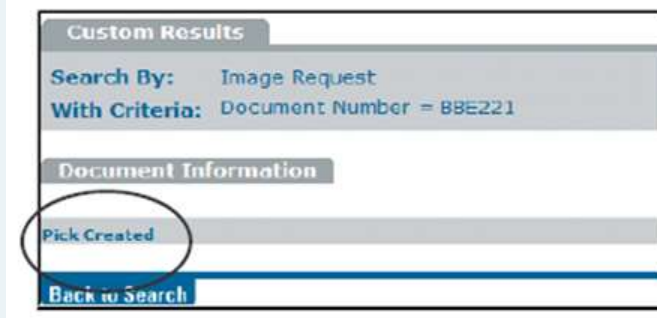 Custom Results
Search By: Image Request
With Criteria: Document Number = BBE221
Document Information
Pick Created
Back to Search